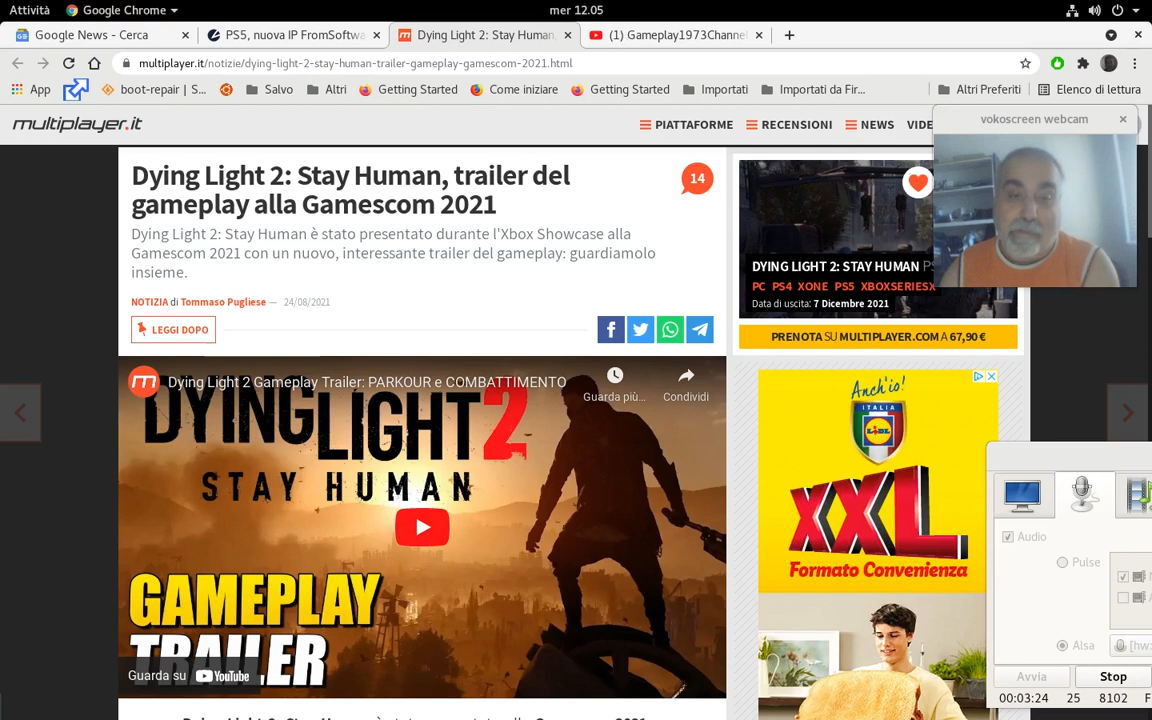 Attività
Google Chrome
mer 12.05
Google News - Cerca
PS5, nuova IP FromSoftwa
Dying Light 2: Stay Human,
(1) Gameplay1973Channe
multiplayer.it/notizie/dying-light-2-stay-human-trailer-gameplay-gamescom-2021.html
App
boot-repair | S...
Salvo
Altri
Getting Started
Come iniziare
Getting Started
Importati
Importati da Fir...
Altri Preferiti
Elenco di lettura
multiplayer.it
PIATTAFORME
RECENSIONI
NEWS
VIDE
vokoscreen webcam
Dying Light 2: Stay Human, trailer del
gameplay alla Gamescom 2021
14
Dying Light 2: Stay Human è stato presentato durante l'Xbox Showcase alla
Gamescom 2021 con un nuovo, interessante trailer del gameplay: guardiamolo
insieme.
NOTIZIA di Tommaso Pugliese — 24/08/2021
LEGGI DOPO
DYING LIGHT 2: STAY HUMAN PS
PC PS4 XONE PS5 XBOXSERIESX
Data di uscita: 7 Dicembre 2021
PRENOTA SU MULTIPLAYER.COM A 67,90 €
Dying Light 2 Gameplay Trailer: PARKOUR e COMBATTIMENTO
Guarda più...
Condividi
DYING LIGHT 2
STAY HUMAN
GAMEPLAY
TRAILER
Guarda su YouTube
Anch'io!
ITALIA
LIDL
XXL
Formato Convenienza
Audio
Pulse
Alsa
[hw:
Avvia
Stop
00:03:24
25
8102
F